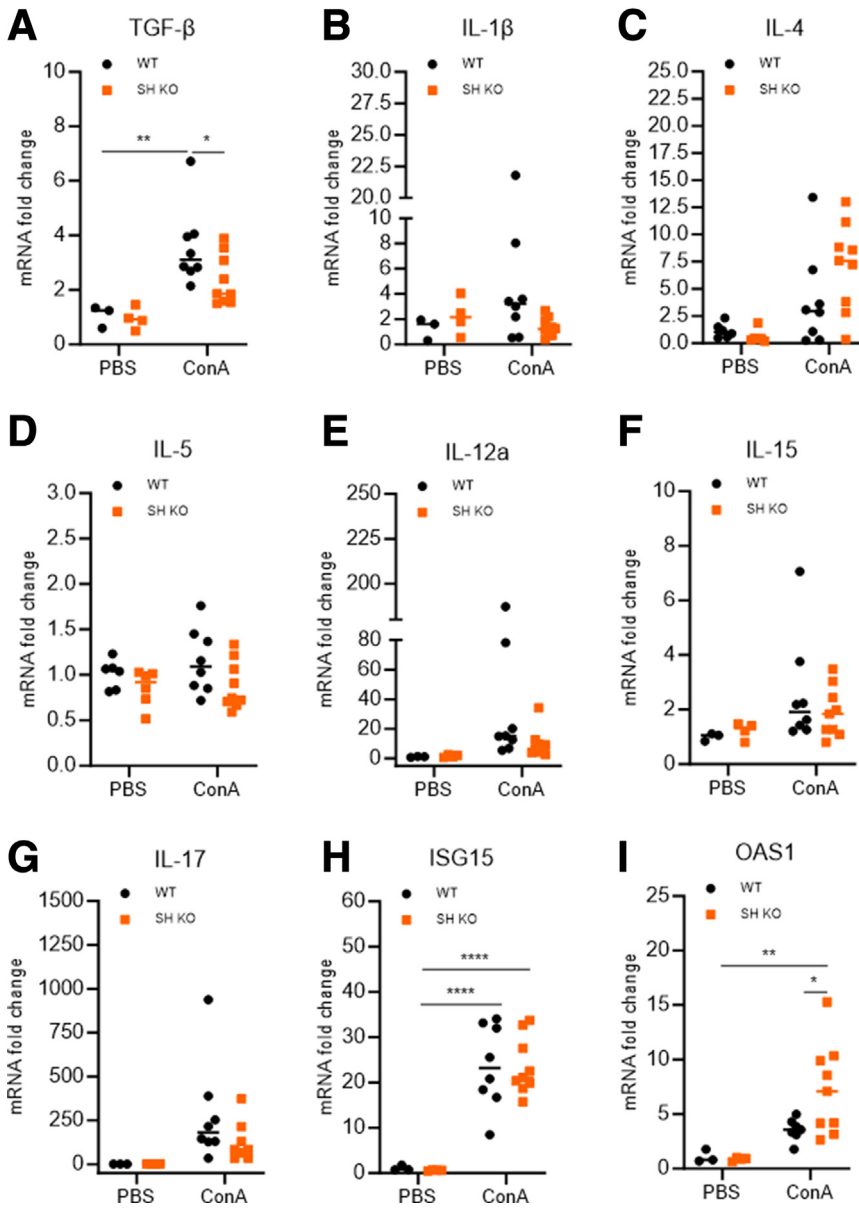 A
TGF-β
WT
SH KO
mRNA fold change
10
8
6
4
2
0
**
*
PBS ConA
B
IL-1β
WT
SH KO
mRNA fold change
30.0
27.5
25.0
22.5
20.0
10
8
6
4
2
0
PBS ConA
C
IL-4
WT
SH KO
mRNA fold change
25.0
22.5
20.0
17.5
15.0
12.5
10.0
7.5
5.0
2.5
0.0
PBS ConA
D
IL-5
WT
SH KO
mRNA fold change
3.0
2.5
2.0
1.5
1.0
0.5
0.0
PBS ConA
E
IL-12a
WT
SH KO
mRNA fold change
250
200
80
60
40
20
0
PBS ConA
F
IL-15
WT
SH KO
mRNA fold change
10
8
6
4
2
0
PBS ConA
G
IL-17
WT
SH KO
mRNA fold change
1500
1250
1000
750
500
250
0
PBS ConA
H
ISG15
WT
SH KO
mRNA fold change
60
50
40
30
20
10
0
****
****
PBS ConA
I
OAS1
WT
SH KO
mRNA fold change
25
20
15
10
5
0
**
*
PBS ConA